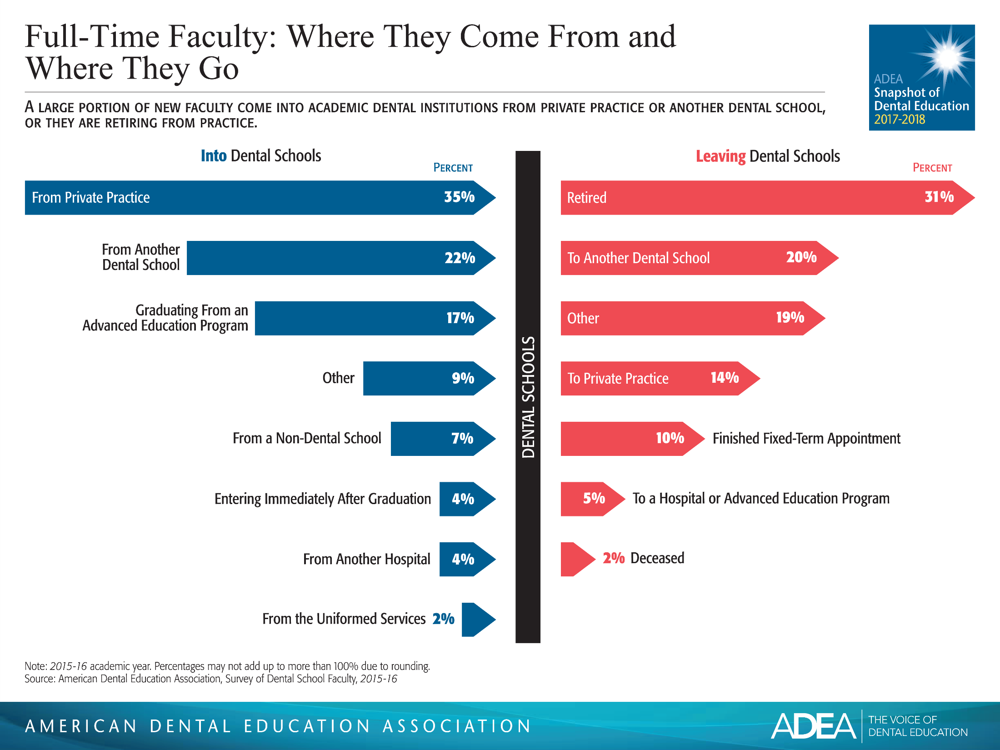 Full-Time Faculty: Where They Come From and
Where They Go
A LARGE PORTION OF NEW FACULTY COME INTO ACADEMIC DENTAL INSTITUTIONS FROM PRIVATE PRACTICE OR ANOTHER DENTAL SCHOOL,
OR THEY ARE RETIRING FROM PRACTICE.
ADEA
Snapshot of
Dental Education
2017-2018
Into Dental Schools
PERCENT
From Private Practice 35%
From Another
Dental School
22%
Graduating From an
Advanced Education Program
17%
Other 9%
From a Non-Dental School 7%
Entering Immediately After Graduation 4%
From Another Hospital 4%
From the Uniformed Services 2%
DENTAL SCHOOLS
Leaving Dental Schools
PERCENT
Retired 31%
To Another Dental School 20%
Other 19%
To Private Practice 14%
10% Finished Fixed-Term Appointment
5% To a Hospital or Advanced Education Program
2% Deceased
Note: 2015-16 academic year. Percentages may not add up to more than 100% due to rounding.
Source: American Dental Education Association, Survey of Dental School Faculty, 2015-16
AMERICAN DENTAL EDUCATION ASSOCIATION
ADEA
THE VOICE OF
DENTAL EDUCATION